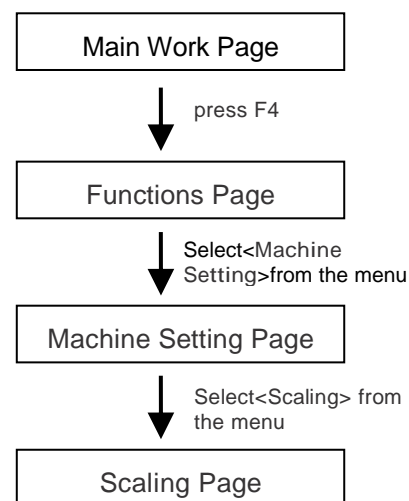 Main Work Page
press F4
Functions Page
Select<Machine
Setting>from the menu
Machine Setting Page
Select<Scaling> from
the menu
Scaling Page